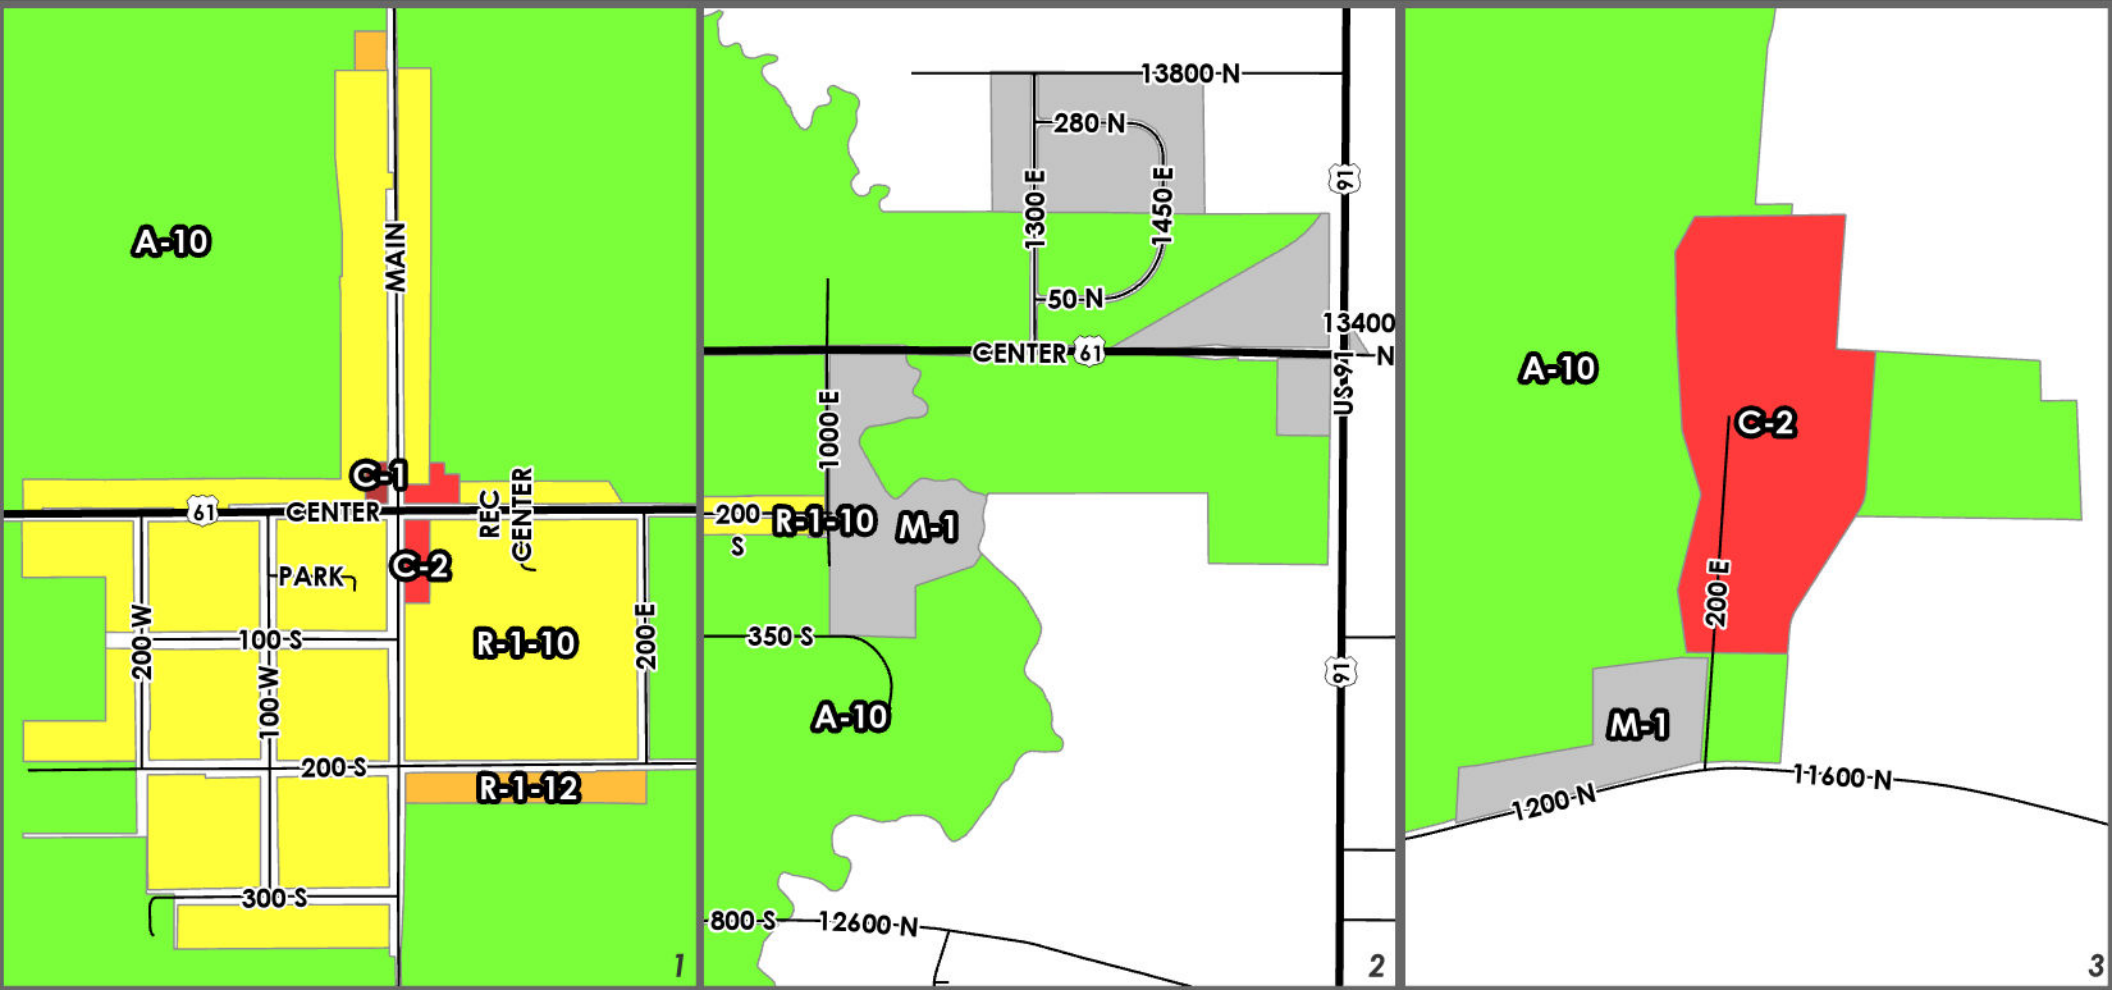 A-10
MAIN
C-1
61
CENTER
REC
CENTER
C-2
PARK
200 W
100 S
R-1-10
200 E
100 W
200 S
R-1-12
300 S
1
13800 N
280 N
1300 E
1450 E
91
50 N
13400
N
CENTER
61
US-91
1000 E
200
S
R-1-10
M-1
350 S
91
A-10
800 S
12600 N
2
A-10
C-2
200 E
M-1
1200 N
11600 N
3